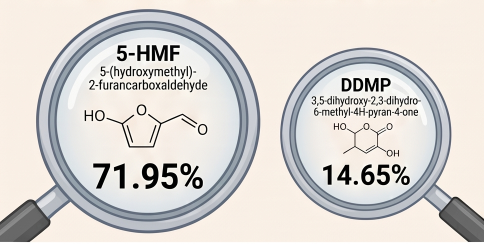 5-HMF
5-(hydroxymethyl)-
2-furancarboxaldehyde
HO
O
O
71.95%
DDMP
3,5-dihydroxy-2,3-dihydro-
6-methyl-4H-pyran-4-one
HO
O
O
OH
14.65%